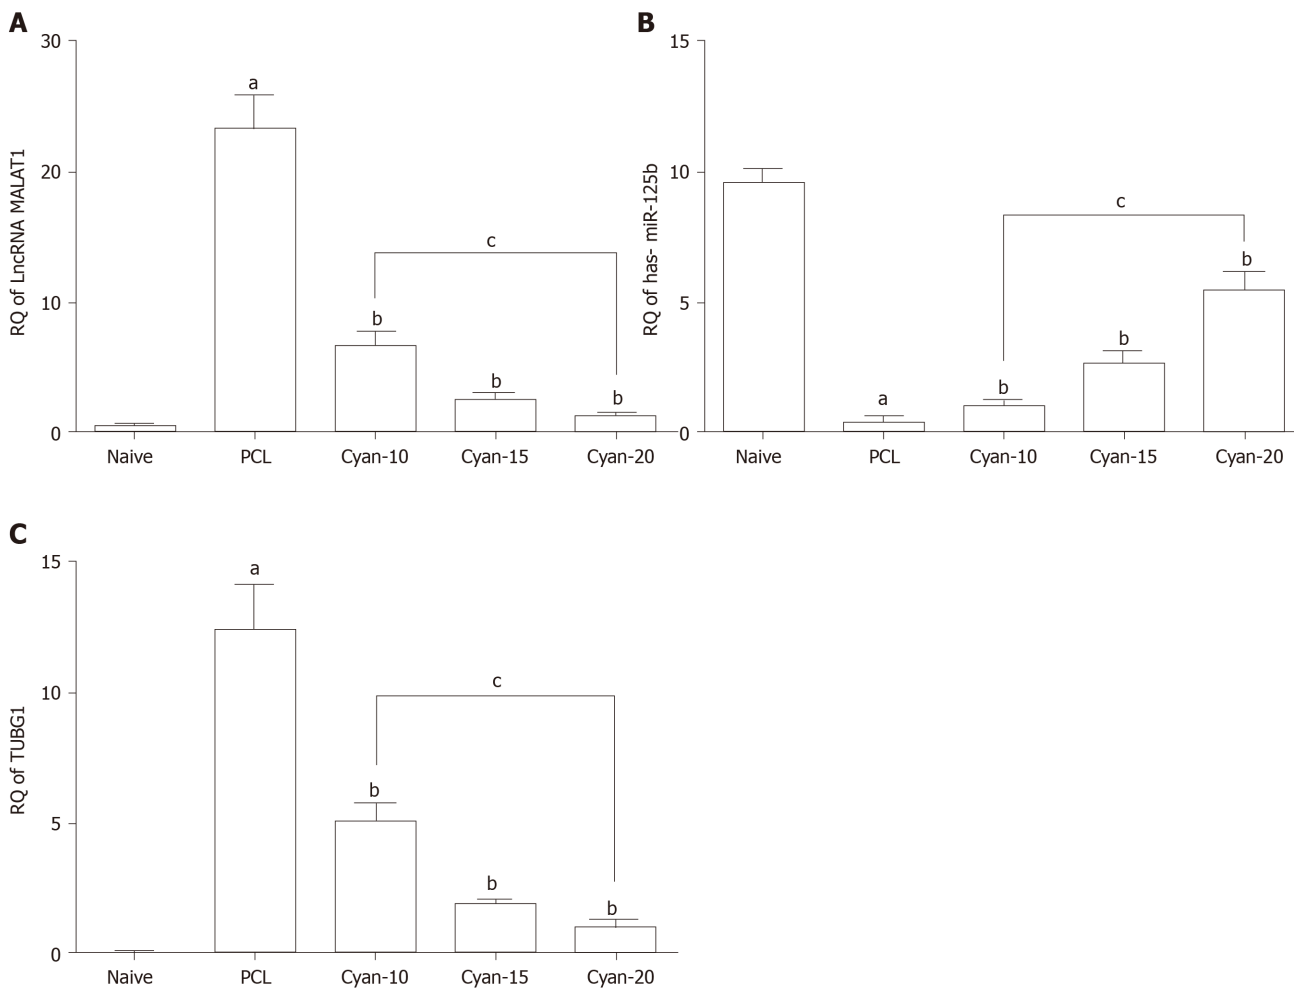 A
RQ of LncRNA MALAT1
30
20
10
0
a
b
b
b
c
Naive PCL Cyan-10 Cyan-15 Cyan-20
B
RQ of has- miR-125b
15
10
5
0
a
b
b
b
c
Naive PCL Cyan-10 Cyan-15 Cyan-20
C
RQ of TUBG1
15
10
5
0
a
b
b
b
c
Naive PCL Cyan-10 Cyan-15 Cyan-20